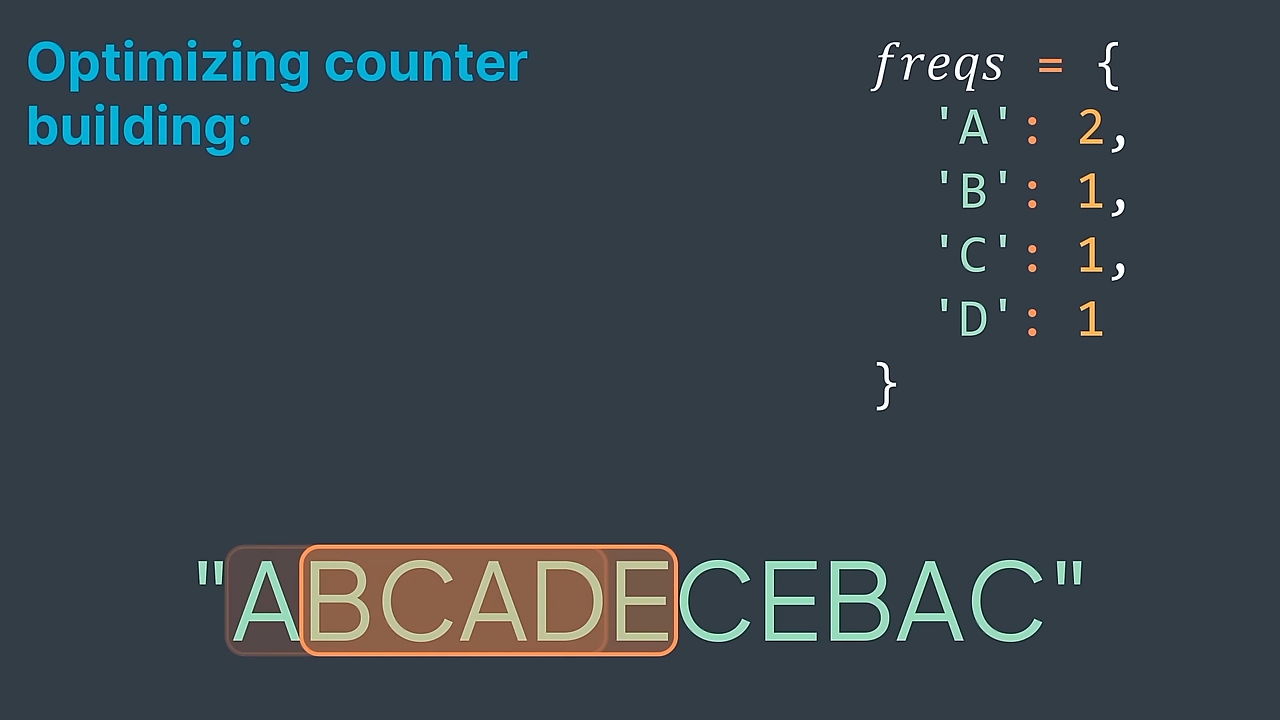 Optimizing counter
building:
freqs = {
'A': 2,
'B': 1,
'C': 1,
'D': 1
}
"ABCADECEBAC"